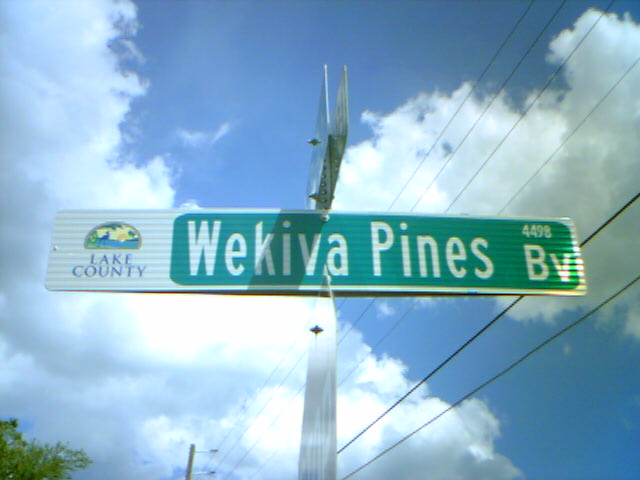 LAKE
COUNTY
Wekiva Pines Bv
4498